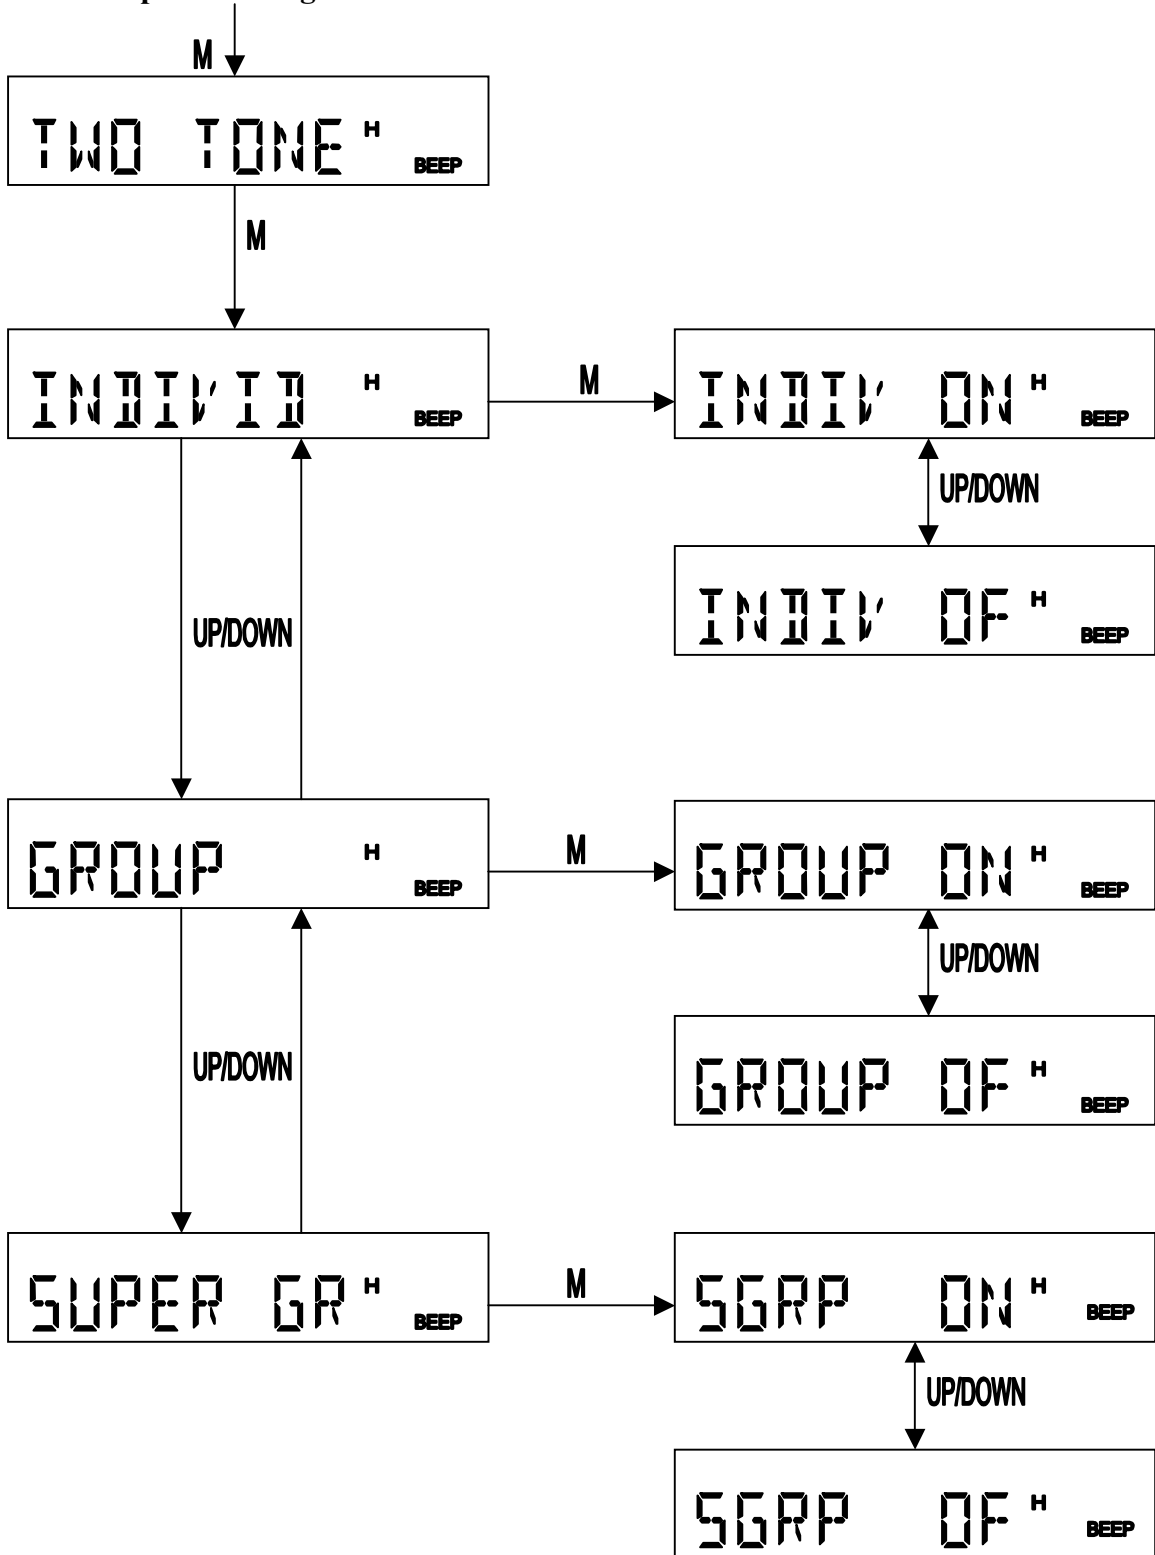 M
TWO TONE H BEEP
M
INDIVID H BEEP
M
INDIV ON H BEEP
UP/DOWN
INDIV OF H BEEP
UP/DOWN
GROUP H BEEP
M
GROUP ON H BEEP
UP/DOWN
GROUP OF H BEEP
UP/DOWN
SUPER GR H BEEP
M
SGRP ON H BEEP
UP/DOWN
SGRP OF H BEEP